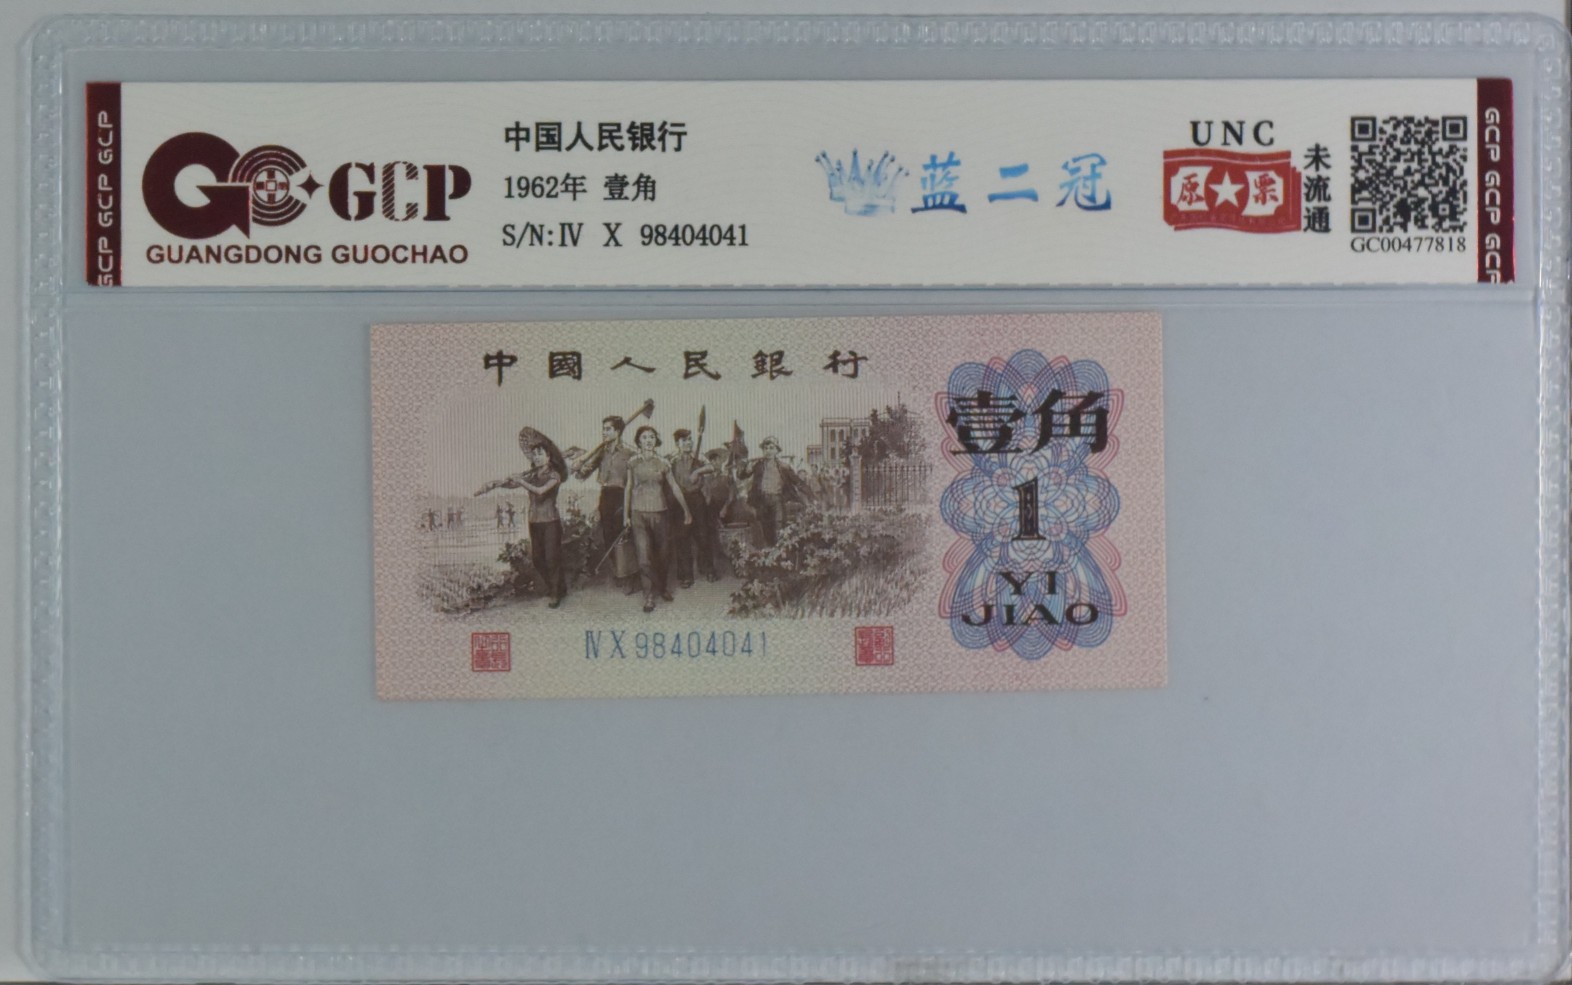 GCP GCP GCP
GCP
GUANGDONG GUOCHAO
中国人民银行
1962年 壹角
S/N:Ⅳ X 98404041
蓝二冠
UNC
原★票
未流通
GC00477818
GCP GCP GCP
中國人民銀行
壹角
1
YI
JIAO
Ⅳ X 98404041